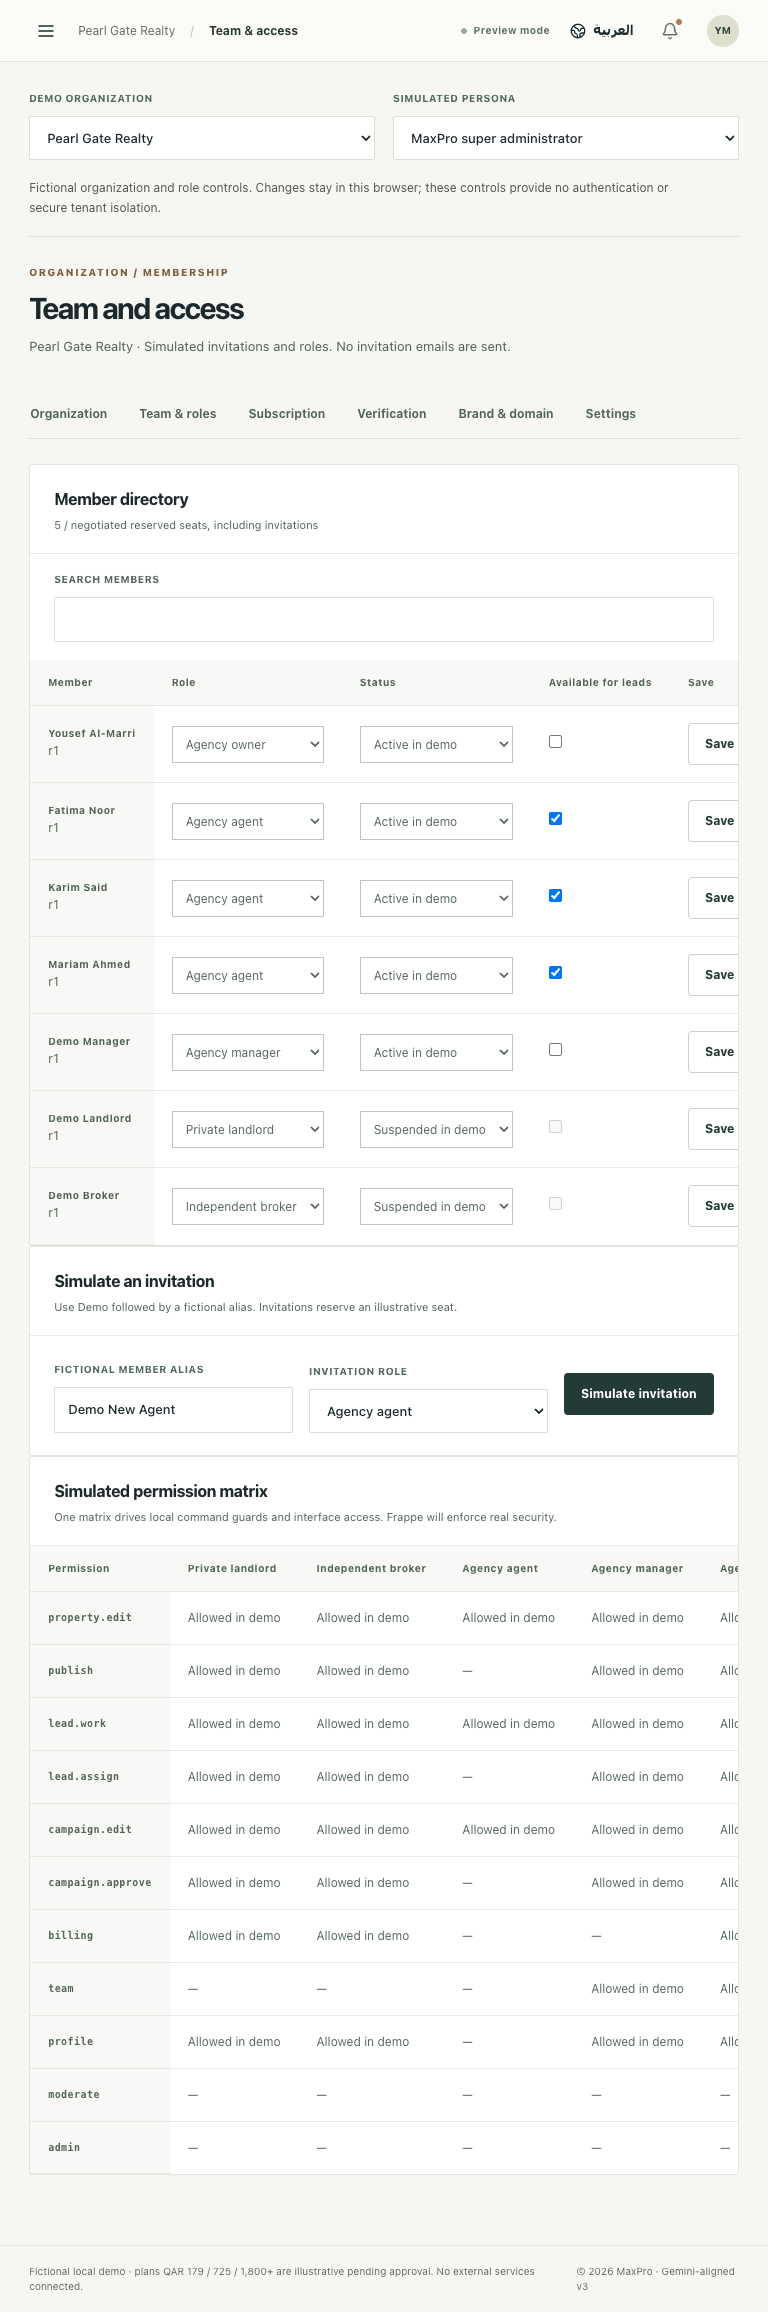 Pearl Gate Realty / Team & access
Preview mode
العربية
YM
DEMO ORGANIZATION
SIMULATED PERSONA
Pearl Gate Realty
MaxPro super administrator
Fictional organization and role controls. Changes stay in this browser; these controls provide no authentication or
secure tenant isolation.
ORGANIZATION / MEMBERSHIP
Team and access
Pearl Gate Realty · Simulated invitations and roles. No invitation emails are sent.
Organization Team & roles Subscription Verification Brand & domain Settings
Member directory
5 / negotiated reserved seats, including invitations
SEARCH MEMBERS
Member Role Status Available for leads Save
Yousef Al-Marri
r1
Agency owner Active in demo Save
Fatima Noor
r1
Agency agent Active in demo Save
Karim Said
r1
Agency agent Active in demo Save
Mariam Ahmed
r1
Agency agent Active in demo Save
Demo Manager
r1
Agency manager Active in demo Save
Demo Landlord
r1
Private landlord Suspended in demo Save
Demo Broker
r1
Independent broker Suspended in demo Save
Simulate an invitation
Use Demo followed by a fictional alias. Invitations reserve an illustrative seat.
FICTIONAL MEMBER ALIAS
INVITATION ROLE
Demo New Agent
Agency agent
Simulate invitation
Simulated permission matrix
One matrix drives local command guards and interface access. Frappe will enforce real security.
Permission Private landlord Independent broker Agency agent Agency manager Age
property.edit Allowed in demo Allowed in demo Allowed in demo Allowed in demo Allo
publish Allowed in demo Allowed in demo — Allowed in demo Allo
lead.work Allowed in demo Allowed in demo Allowed in demo Allowed in demo Allo
lead.assign Allowed in demo Allowed in demo — Allowed in demo Allo
campaign.edit Allowed in demo Allowed in demo Allowed in demo Allowed in demo Allo
campaign.approve Allowed in demo Allowed in demo — Allowed in demo Allo
billing Allowed in demo Allowed in demo — — Allo
team — — — Allowed in demo Allo
profile Allowed in demo Allowed in demo — Allowed in demo Allo
moderate — — — — —
admin — — — — —
Fictional local demo · plans QAR 179 / 725 / 1,800+ are illustrative pending approval. No external services
connected.
© 2026 MaxPro · Gemini-aligned
v3